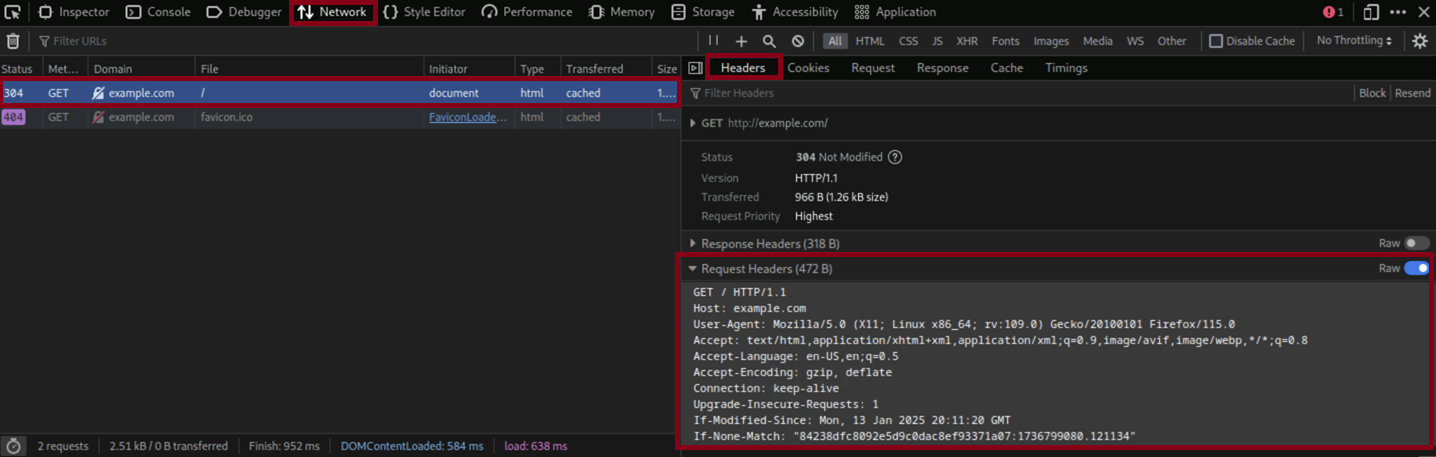 Inspector Console Debugger Network Style Editor Performance Memory Storage Accessibility Application 1
Filter URLs
All HTML CSS JS XHR Fonts Images Media WS Other Disable Cache No Throttling
Status Met... Domain File Initiator Type Transferred Size
304 GET example.com / document html cached 1....
404 GET example.com favicon.ico FaviconLoade... html cached 1....
Headers Cookies Request Response Cache Timings
Filter Headers Block Resend
GET http://example.com/
Status 304 Not Modified ?
Version HTTP/1.1
Transferred 966 B (1.26 kB size)
Request Priority Highest
Response Headers (318 B) Raw
Request Headers (472 B) Raw
GET / HTTP/1.1
Host: example.com
User-Agent: Mozilla/5.0 (X11; Linux x86_64; rv:109.0) Gecko/20100101 Firefox/115.0
Accept: text/html,application/xhtml+xml,application/xml;q=0.9,image/avif,image/webp,*/*;q=0.8
Accept-Language: en-US,en;q=0.5
Accept-Encoding: gzip, deflate
Connection: keep-alive
Upgrade-Insecure-Requests: 1
If-Modified-Since: Mon, 13 Jan 2025 20:11:20 GMT
If-None-Match: "84238dfc8092e5d9c0dac8ef93371a07:1736799080.121134"
2 requests 2.51 kB / 0 B transferred Finish: 952 ms DOMContentLoaded: 584 ms load: 638 ms